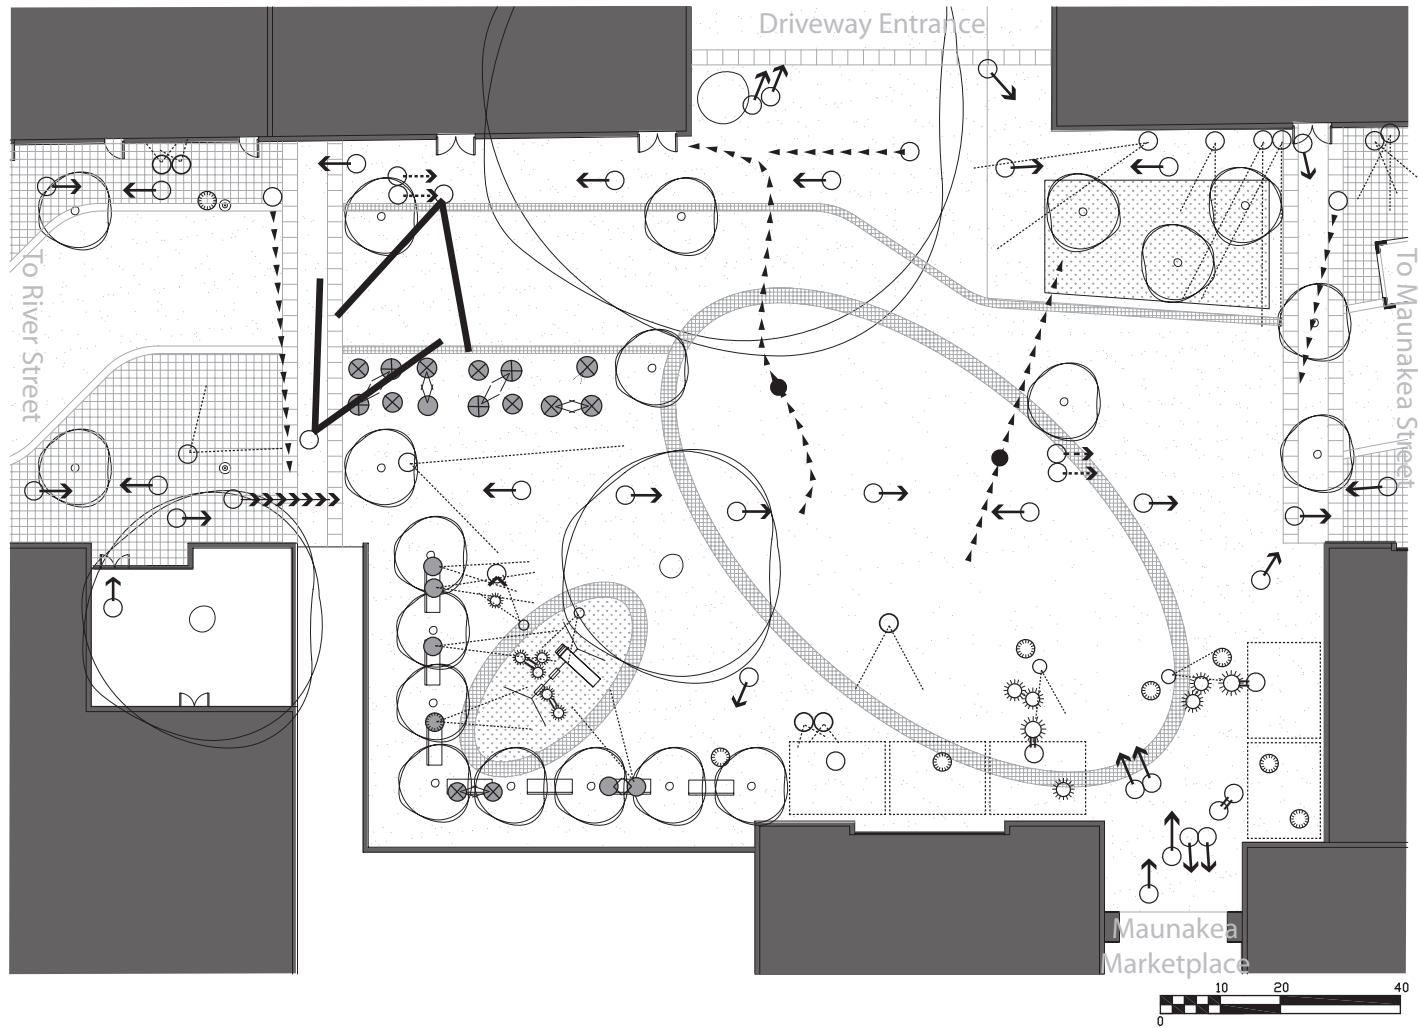 Driveway Entrance
To River Street
To Maunakea Street
Maunakea
Marketplace
10 20 40
0